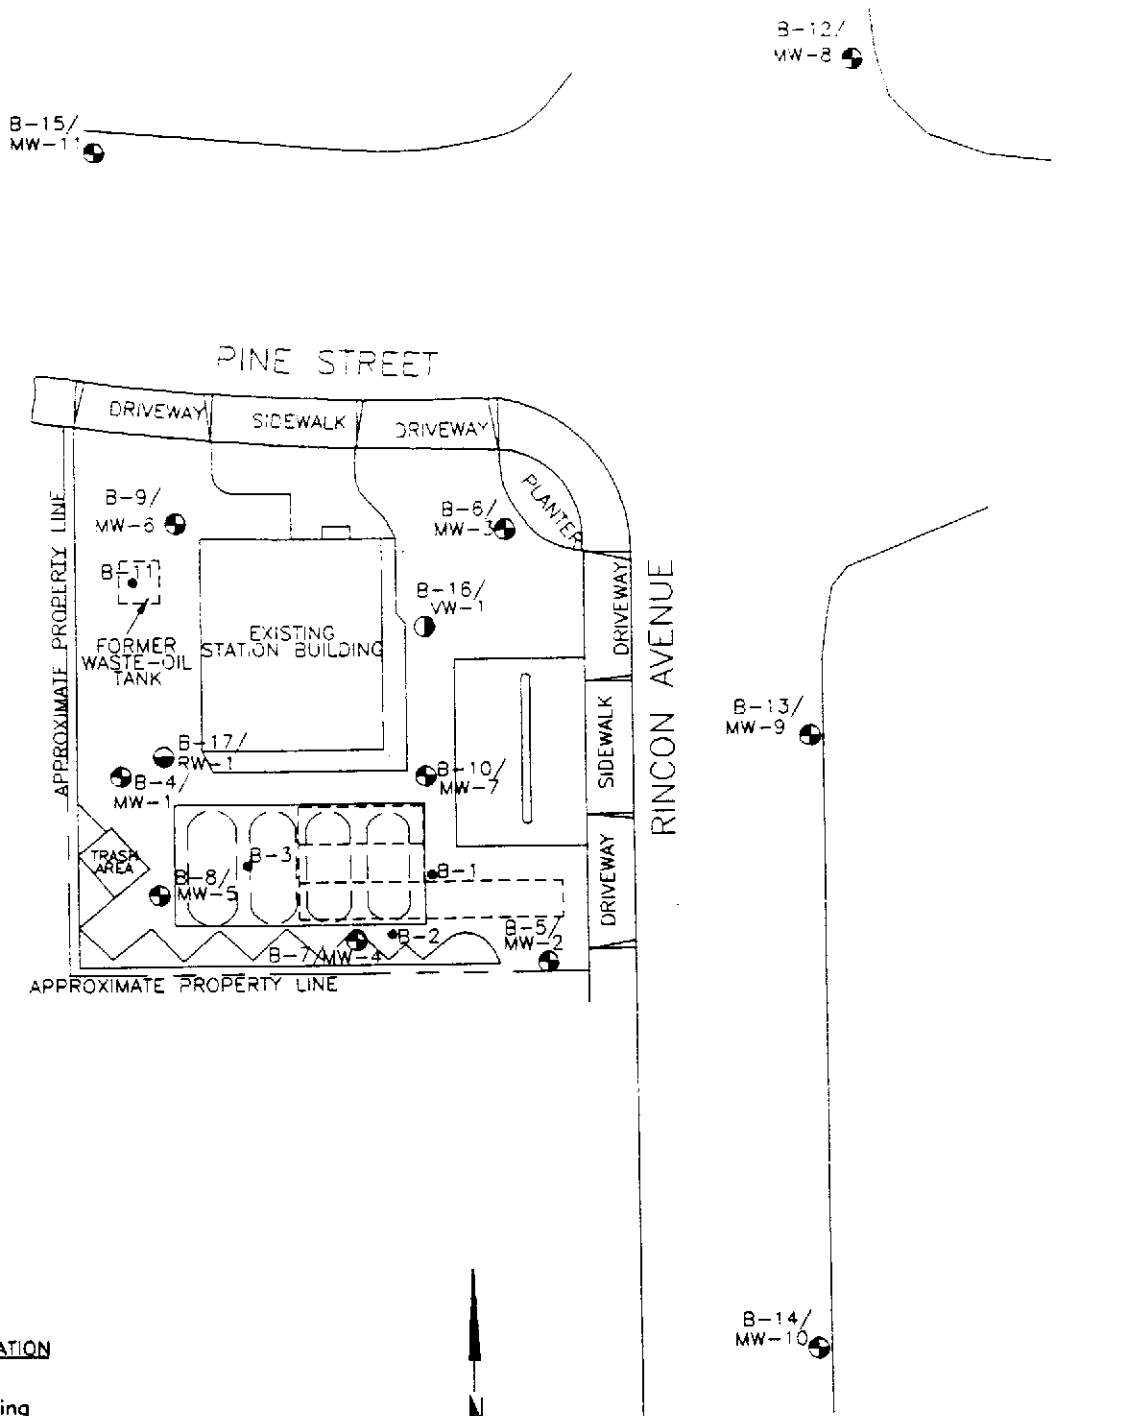 B-12/
MW-8
B-15/
MW-11
PINE STREET
DRIVEWAY
SIDEWALK
DRIVEWAY
PLANTER
B-9/
MW-6
B-6/
MW-3
B-11
B-16/
VW-1
FORMER
WASTE-OIL
TANK
EXISTING
STATION BUILDING
APPROXIMATE PROPERTY LINE
DRIVEWAY
RINCON AVENUE
SIDEWALK
B-13/
MW-9
B-17/
RW-1
B-4/
MW-1
B-10/
MW-7
TRASH
AREA
B-3
B-1
B-8/
MW-5
DRIVEWAY
B-2
B-5/
MW-2
B-7/MW-4
APPROXIMATE PROPERTY LINE
B-14/
MW-10
ATION
ing
N